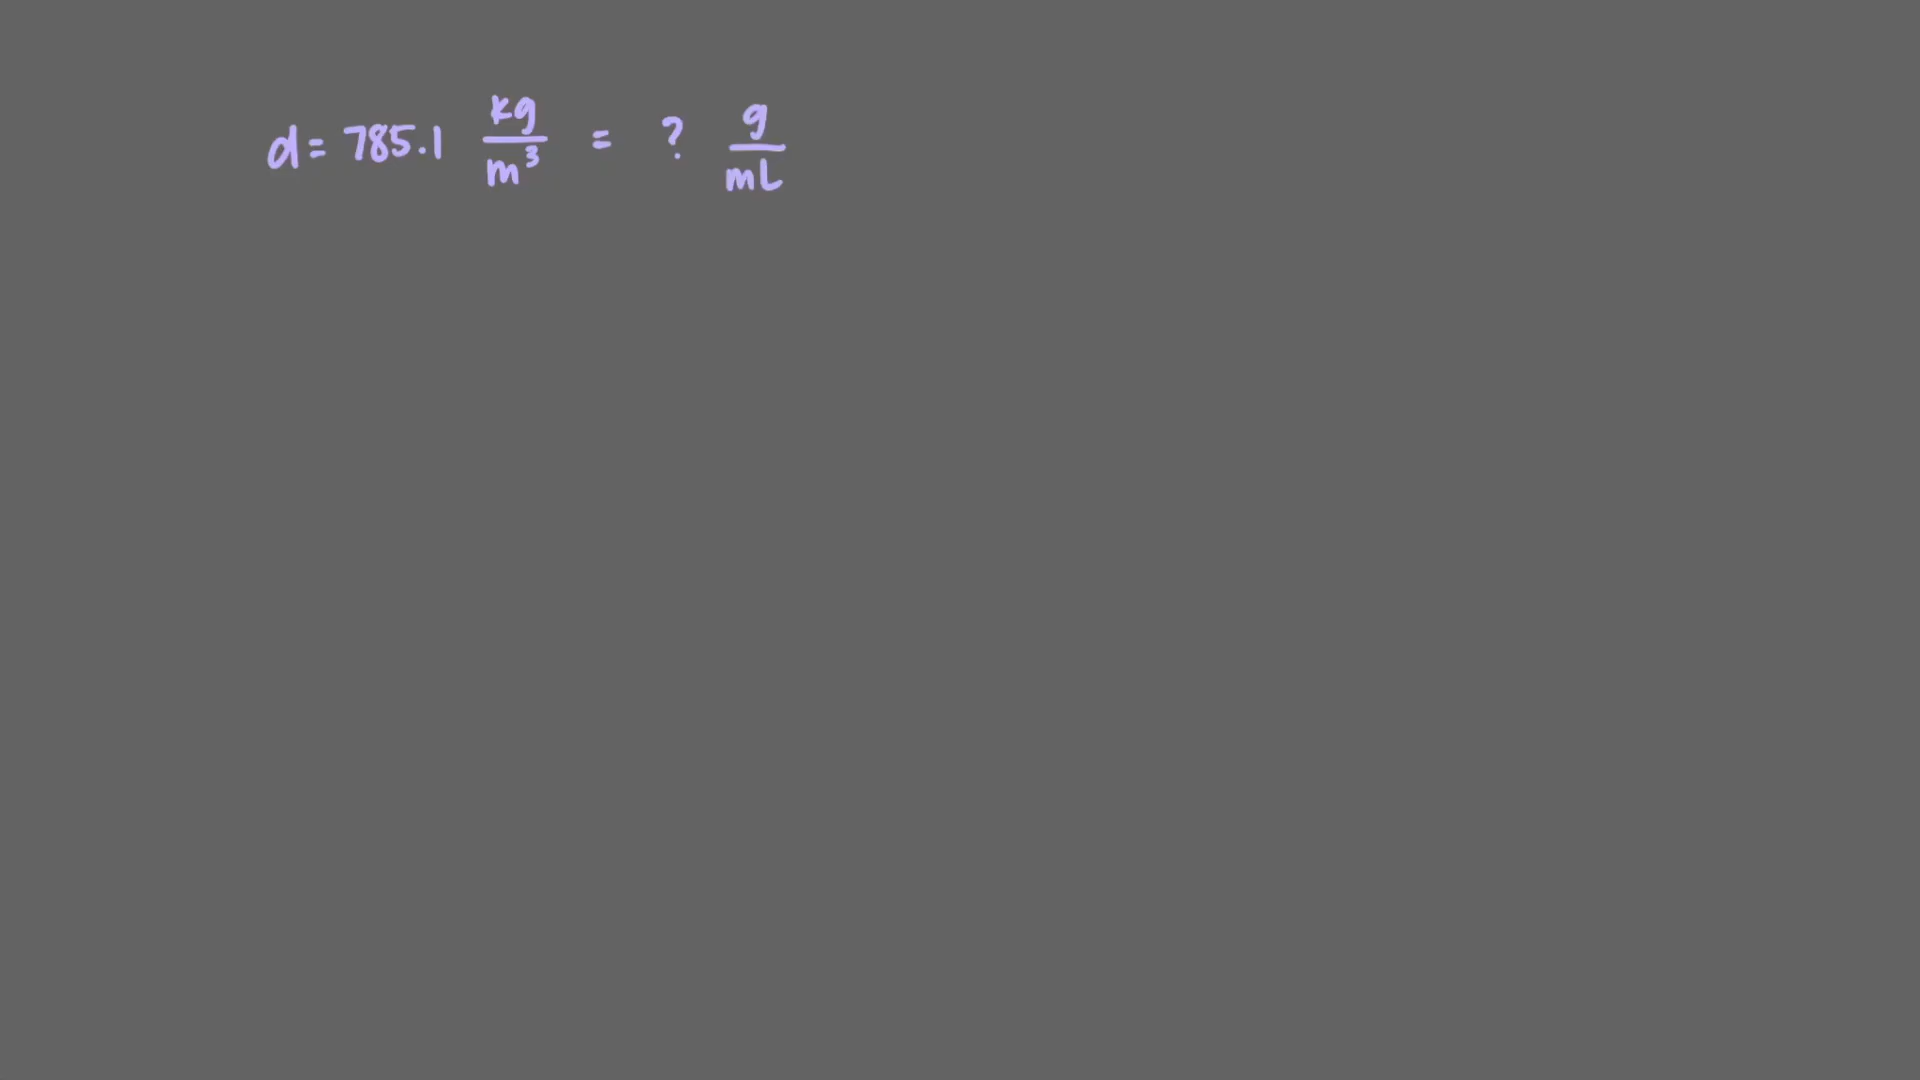 d = 785.1 kg/m³ = ? g/mL